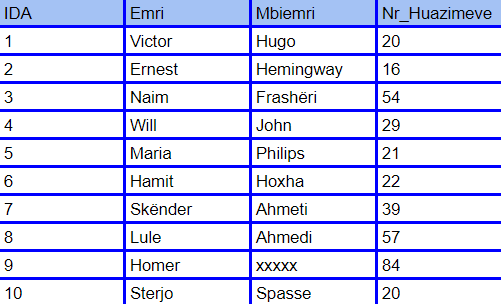 IDA Emri Mbiemri Nr_Huazimeve
1 Victor Hugo 20
2 Ernest Hemingway 16
3 Naim Frashëri 54
4 Will John 29
5 Maria Philips 21
6 Hamit Hoxha 22
7 Skënder Ahmeti 39
8 Lule Ahmedi 57
9 Homer xxxxx 84
10 Sterjo Spasse 20